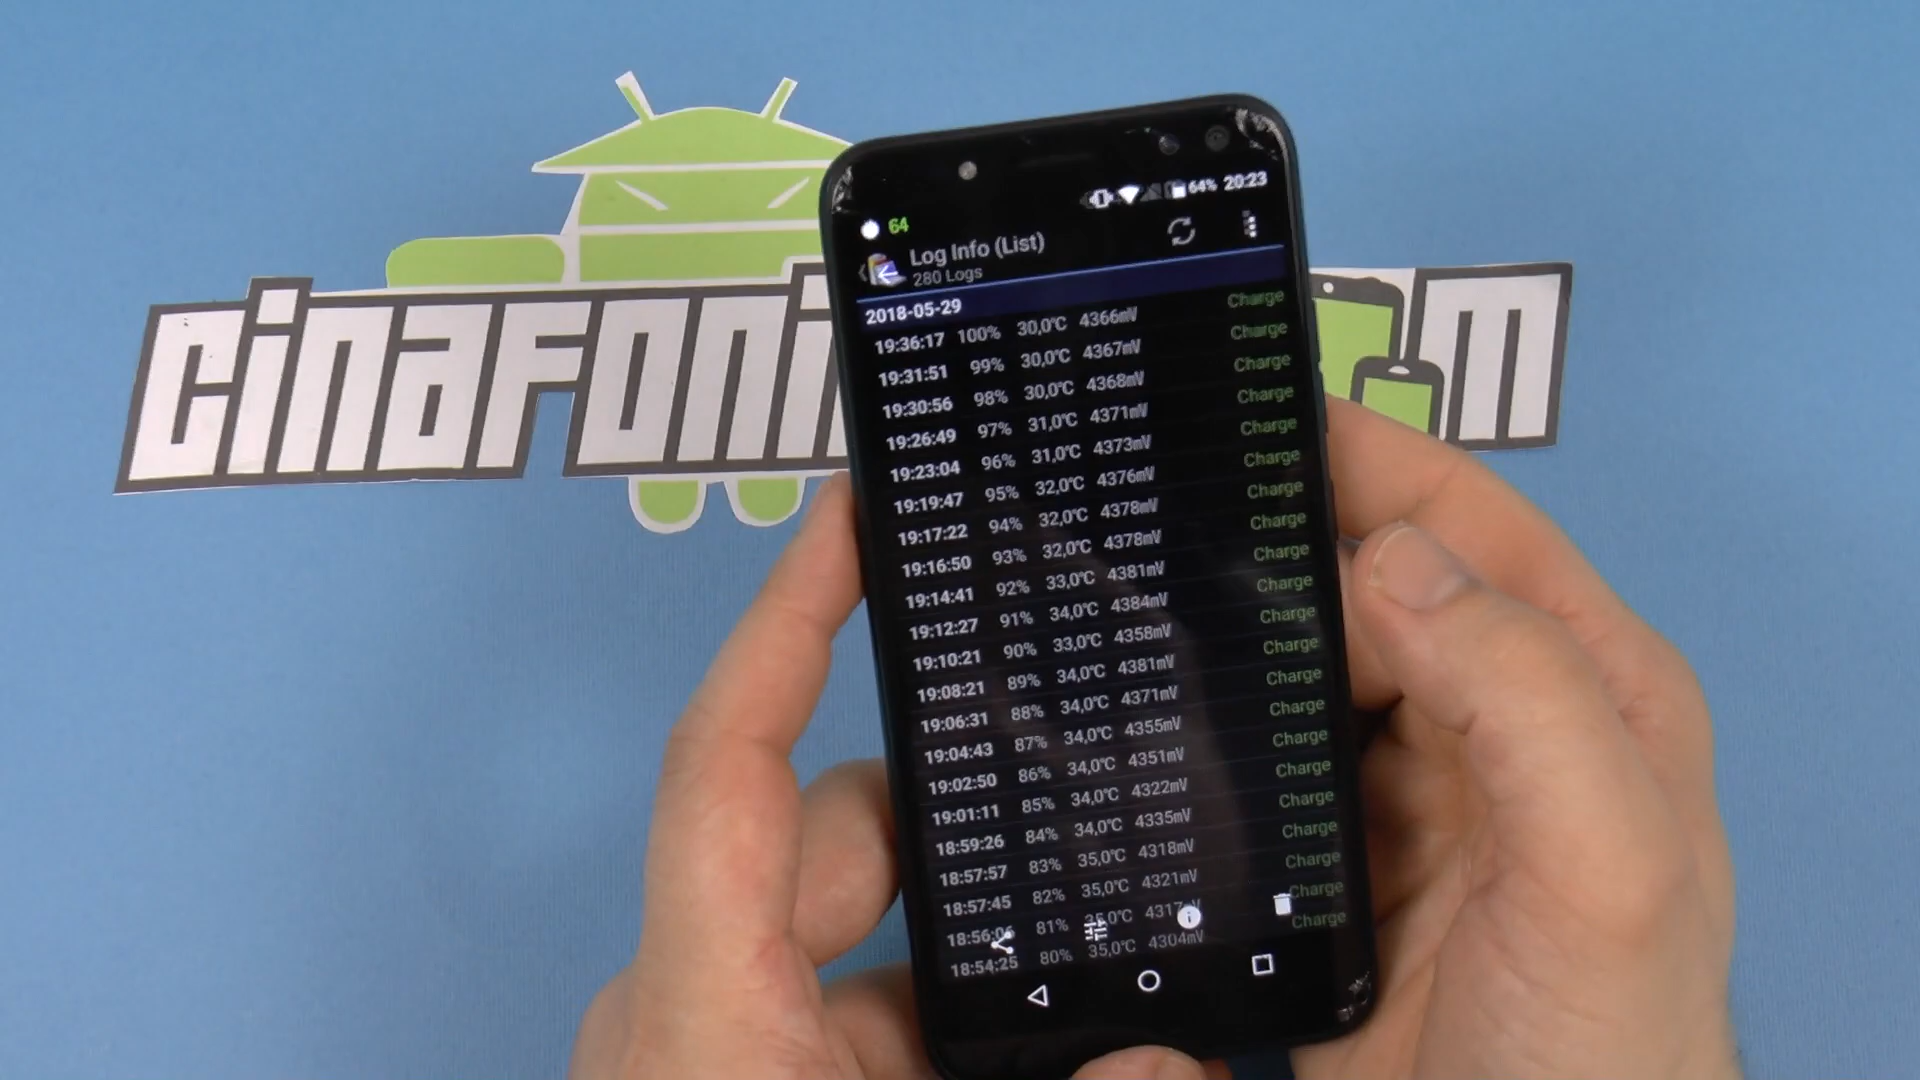 CINAFONI
M
64% 20:23
64
Log Info (List)
280 Logs
2018-05-29
19:36:17 100% 30,0℃ 4366mV Charge
19:31:51 99% 30,0℃ 4367mV Charge
19:30:56 98% 30,0℃ 4368mV Charge
19:26:49 97% 31,0℃ 4371mV Charge
19:23:04 96% 31,0℃ 4373mV Charge
19:19:47 95% 32,0℃ 4376mV Charge
19:17:22 94% 32,0℃ 4378mV Charge
19:16:50 93% 32,0℃ 4378mV Charge
19:14:41 92% 33,0℃ 4381mV Charge
19:12:27 91% 34,0℃ 4384mV Charge
19:10:21 90% 33,0℃ 4358mV Charge
19:08:21 89% 34,0℃ 4381mV Charge
19:06:31 88% 34,0℃ 4371mV Charge
19:04:43 87% 34,0℃ 4355mV Charge
19:02:50 86% 34,0℃ 4351mV Charge
19:01:11 85% 34,0℃ 4322mV Charge
18:59:26 84% 34,0℃ 4335mV Charge
18:57:57 83% 35,0℃ 4318mV Charge
18:57:45 82% 35,0℃ 4321mV Charge
18:56:06 81% 35,0℃ 4317mV Charge
18:54:25 80% 35,0℃ 4304mV Charge